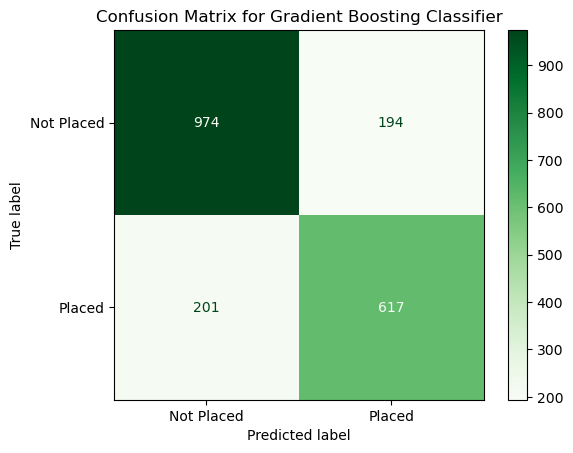 Confusion Matrix for Gradient Boosting Classifier
Not Placed
974
194
Placed
201
617
Not Placed
Placed
Predicted label
True label
900
800
700
600
500
400
300
200